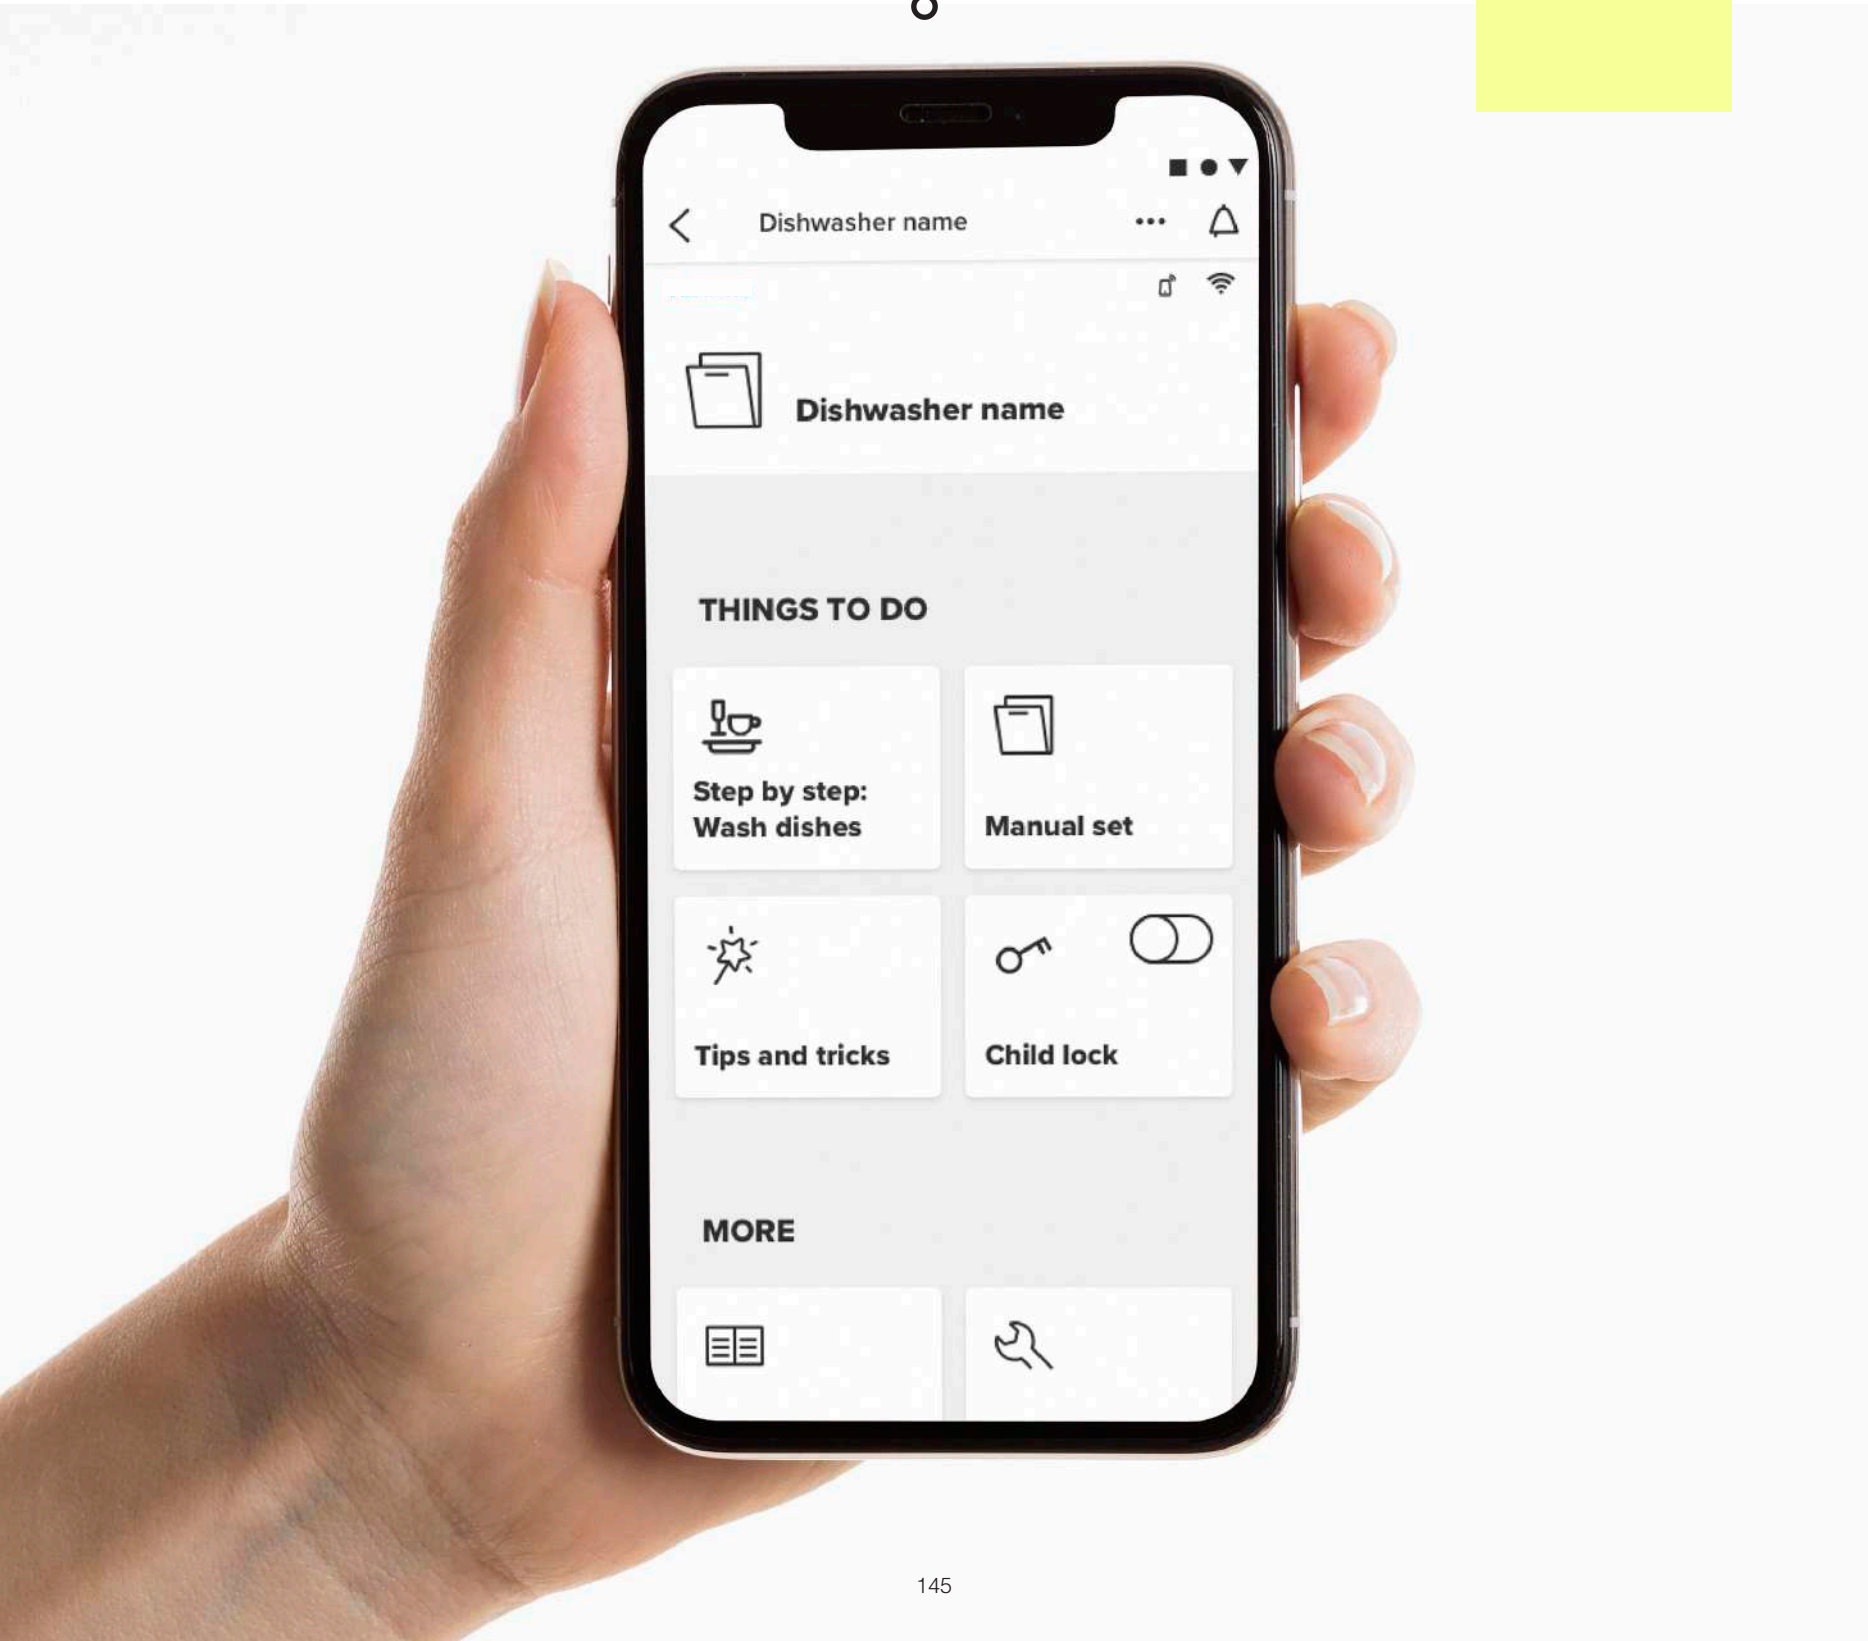 Dishwasher name
Dishwasher name
THINGS TO DO
Step by step:
Wash dishes
Manual set
Tips and tricks
Child lock
MORE
145